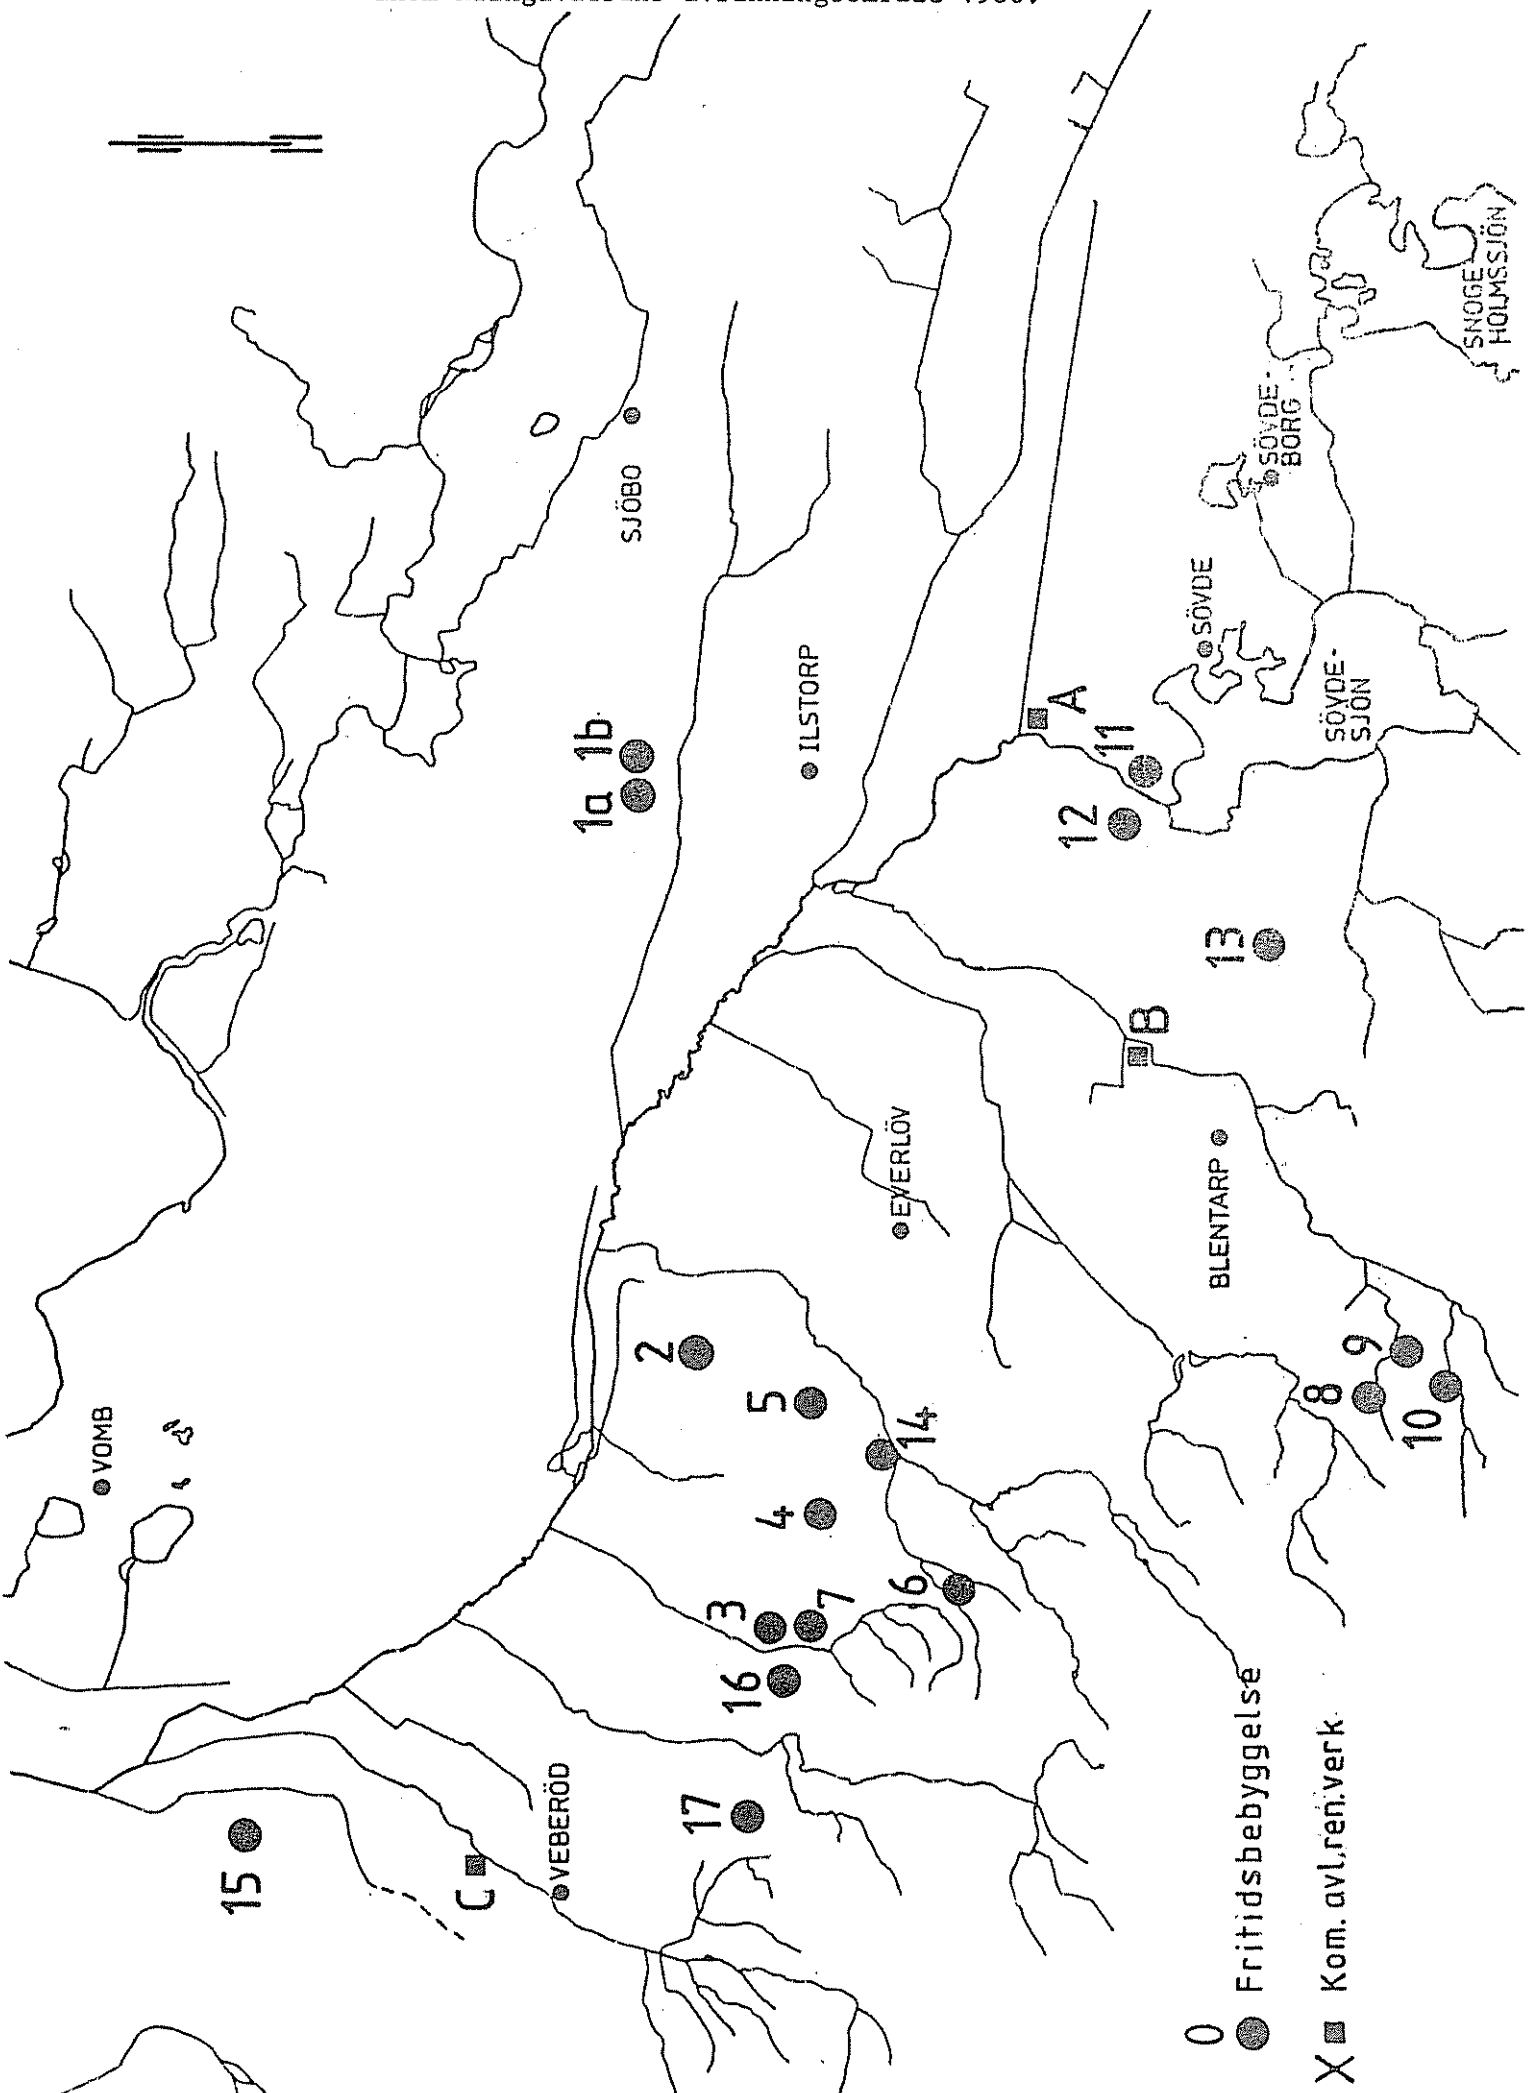 1980.
VOMB
SJÖBO
1a
1b
ILSTORP
A
11
12
SÖVDE
SÖVDE-
BORG
SNOGE-
HOLMSSJÖN
SÖVDE-
SJÖN
13
B
EVERLÖV
BLENTARP
2
5
14
4
3
7
6
16
9
8
10
15
C
VEBERÖD
17
0
Fritidsbebyggelse
X
Kom. avl.ren.verk